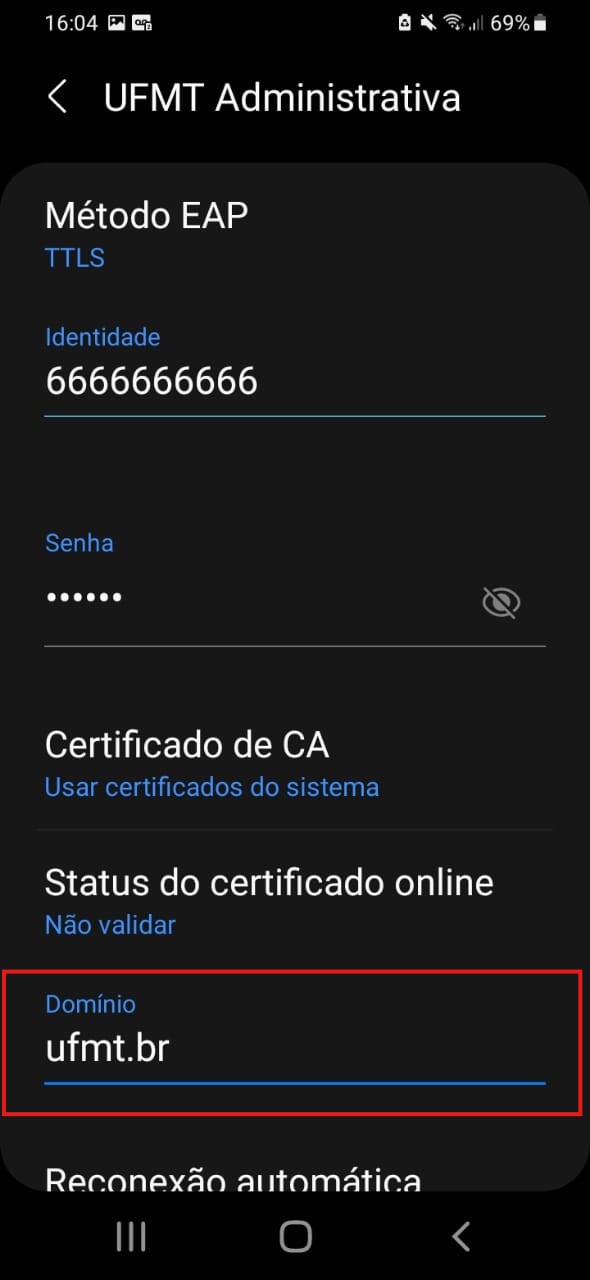 16:04 69%
UFMT Administrativa
Método EAP
TTLS
Identidade
6666666666
Senha
••••••
Certificado de CA
Usar certificados do sistema
Status do certificado online
Não validar
Domínio
ufmt.br
Reconexão automática